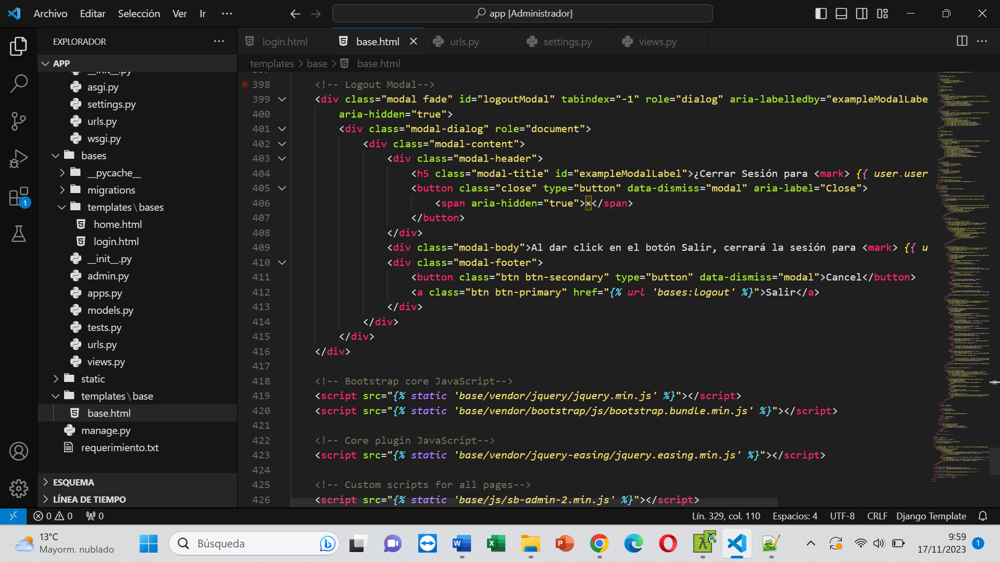 Archivo Editar Selección Ver Ir ··· app [Administrador]
EXPLORADOR
APP
__init__.py
asgi.py
settings.py
urls.py
wsgi.py
bases
__pycache__
migrations
templates\bases
home.html
login.html
__init__.py
admin.py
apps.py
models.py
tests.py
urls.py
views.py
static
templates\base
base.html
manage.py
requerimiento.txt
ESQUEMA
LÍNEA DE TIEMPO
1
login.html base.html urls.py settings.py views.py
templates > base > base.html
398 <!-- Logout Modal-->
399 <div class="modal fade" id="logoutModal" tabindex="-1" role="dialog" aria-labelledby="exampleModalLabe
400 aria-hidden="true">
401 <div class="modal-dialog" role="document">
402 <div class="modal-content">
403 <div class="modal-header">
404 <h5 class="modal-title" id="exampleModalLabel">¿Cerrar Sesión para <mark> {{ user.user
405 <button class="close" type="button" data-dismiss="modal" aria-label="Close">
406 <span aria-hidden="true">×</span>
407 </button>
408 </div>
409 <div class="modal-body">Al dar click en el botón Salir, cerrará la sesión para <mark> {{ u
410 <div class="modal-footer">
411 <button class="btn btn-secondary" type="button" data-dismiss="modal">Cancel</button>
412 <a class="btn btn-primary" href="{% url 'bases:logout' %}">Salir</a>
413 </div>
414 </div>
415 </div>
416 </div>
417
418 <!-- Bootstrap core JavaScript-->
419 <script src="{% static 'base/vendor/jquery/jquery.min.js' %}"></script>
420 <script src="{% static 'base/vendor/bootstrap/js/bootstrap.bundle.min.js' %}"></script>
421
422 <!-- Core plugin JavaScript-->
423 <script src="{% static 'base/vendor/jquery-easing/jquery.easing.min.js' %}"></script>
424
425 <!-- Custom scripts for all pages-->
426 <script src="{% static 'base/js/sb-admin-2.min.js' %}"></script>
0 0 0 Lín. 329, col. 110 Espacios: 4 UTF-8 CRLF Django Template
13°C
Mayorm. nublado
Búsqueda
9:59
17/11/2023
1